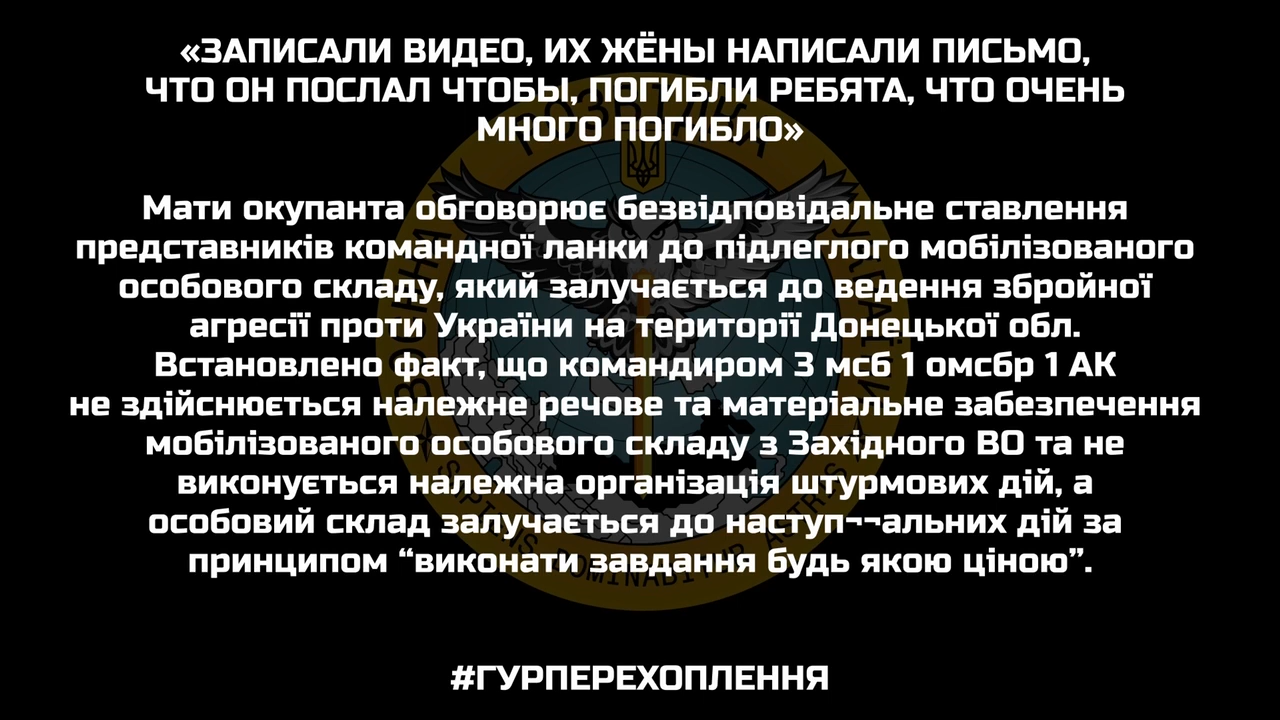 «ЗАПИСАЛИ ВИДЕО, ИХ ЖЁНЫ НАПИСАЛИ ПИСЬМО,
ЧТО ОН ПОСЛАЛ ЧТОБЫ, ПОГИБЛИ РЕБЯТА, ЧТО ОЧЕНЬ
МНОГО ПОГИБЛО»
Мати окупанта обговорює безвідповідальне ставлення
представників командної ланки до підлеглого мобілізованого
особового складу, який залучається до ведення збройної
агресії проти України на території Донецької обл.
Встановлено факт, що командиром 3 мсб 1 омсбр 1 АК
не здійснюється належне речове та матеріальне забезпечення
мобілізованого особового складу з Західного ВО та не
виконується належна організація штурмових дій, а
особовий склад залучається до наступ¬¬альних дій за
принципом “виконати завдання будь якою ціною”.
#ГУРПЕРЕХОПЛЕННЯ